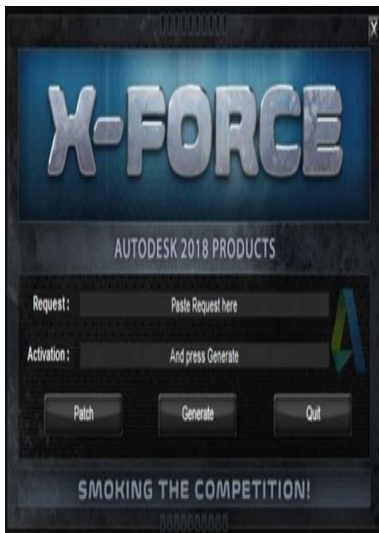 X
X-FORCE
AUTODESK 2018 PRODUCTS
Request : Paste Request here
Activation : And press Generate
Patch Generate Quit
SMOKING THE COMPETITION!